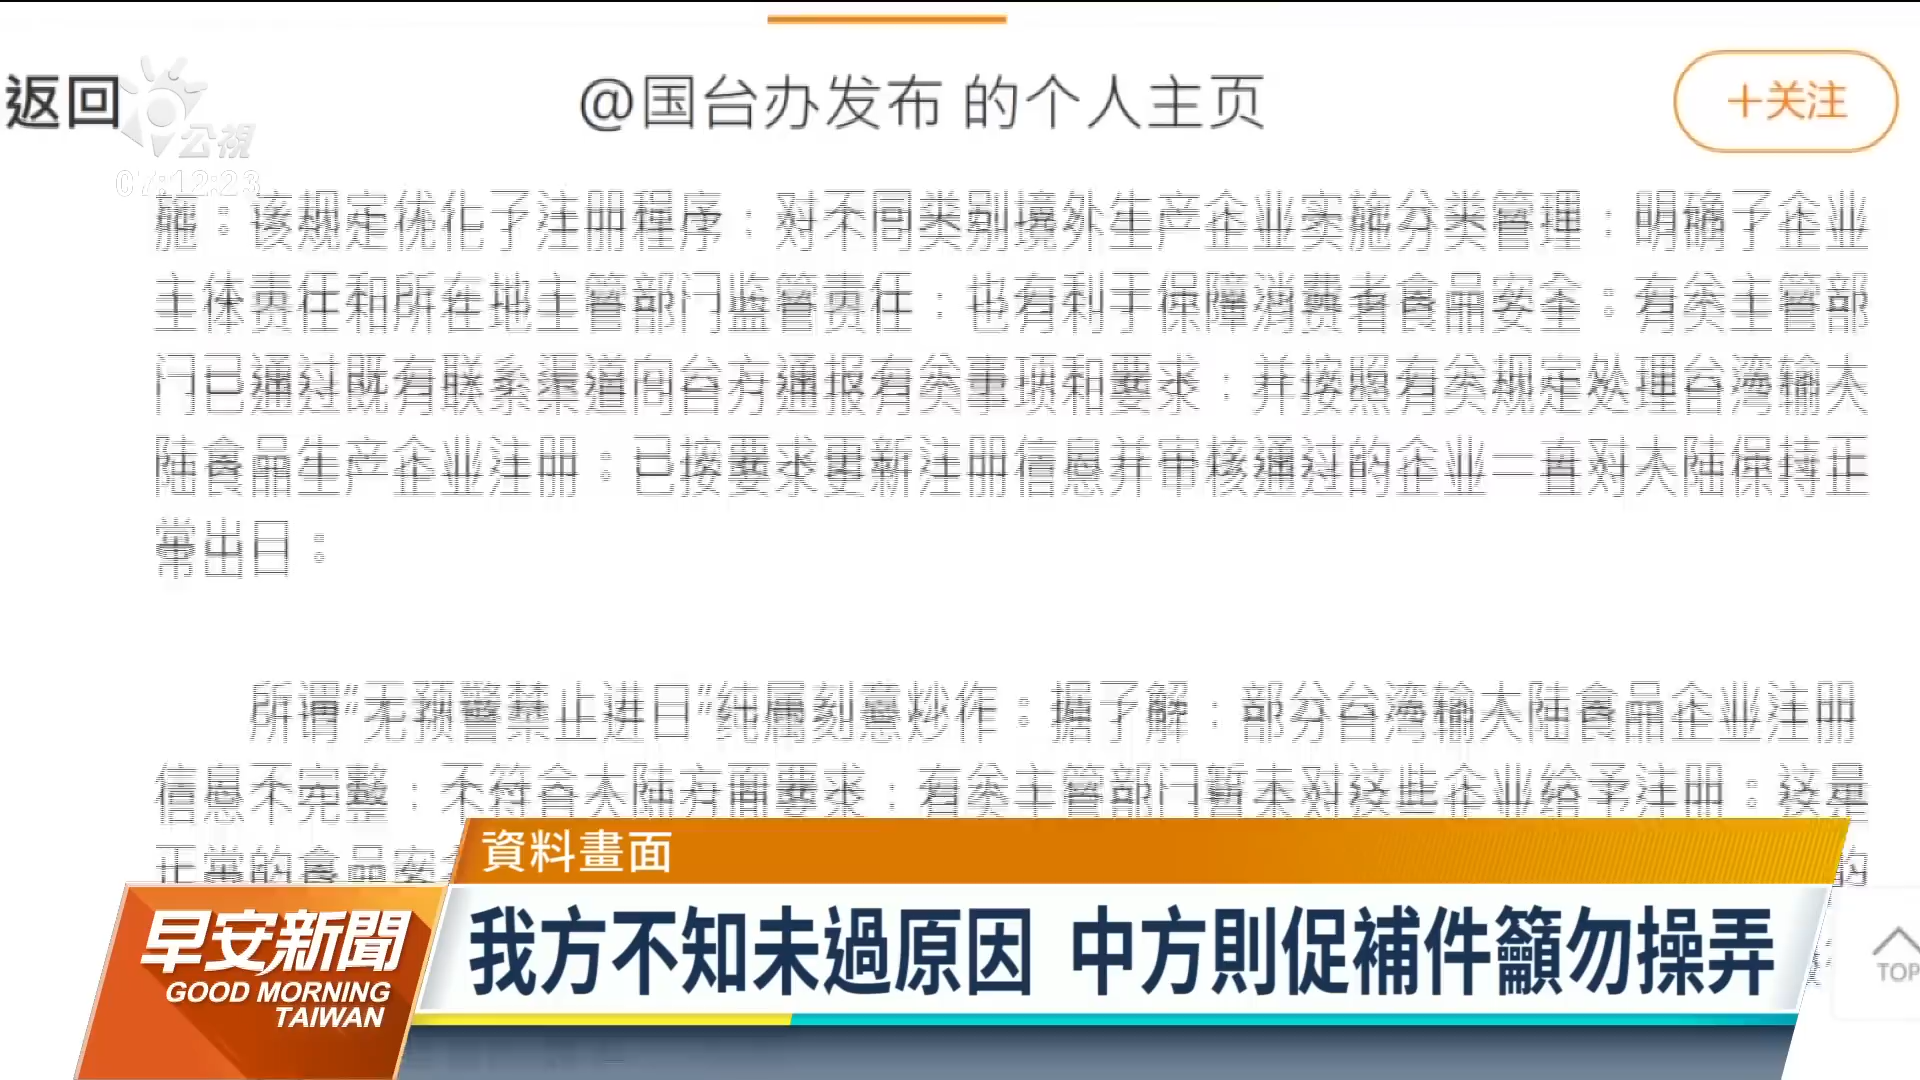 返回
公視
07:12:23
@国台办发布 的个人主页
+关注
施。该规定优化了注册程序，对不同类别境外生产企业实施分类管理，明确了企业
主体责任和所在地主管部门监管责任，也有利于保障消费者食品安全。有关主管部
门已通过既有联系渠道向台方通报有关事项和要求，并按照有关规定处理台湾输大
陆食品生产企业注册。已按要求更新注册信息并审核通过的企业一直对大陆保持正
常出口。
所谓“无预警禁止进口”纯属刻意炒作。据了解，部分台湾输大陆食品企业注册
信息不完整，不符合大陆方面要求，有关主管部门暂未对这些企业给予注册。这是
正常的食品安
的
資料畫面
早安新聞
GOOD MORNING
TAIWAN
我方不知未過原因 中方則促補件籲勿操弄
TOP